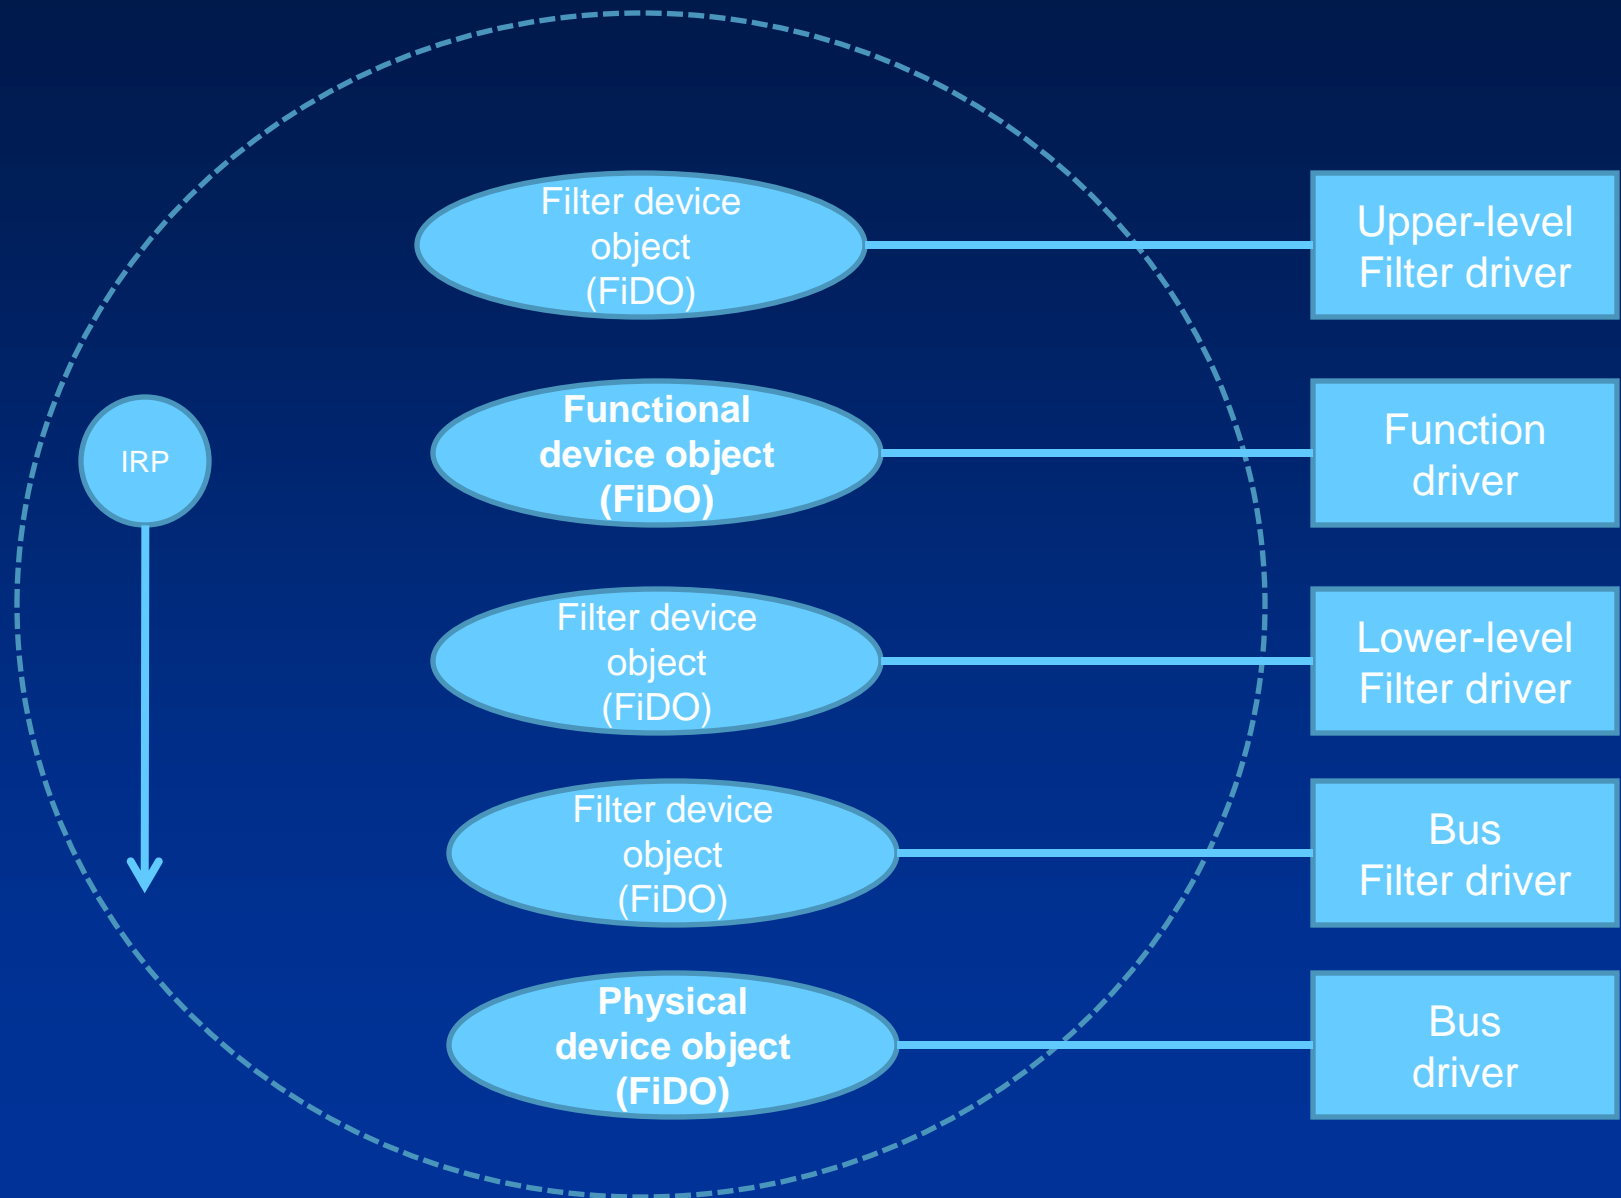 Filter device
object
(FiDO)
Upper-level
Filter driver
IRP
Functional
device object
(FiDO)
Function
driver
Filter device
object
(FiDO)
Lower-level
Filter driver
Filter device
object
(FiDO)
Bus
Filter driver
Physical
device object
(FiDO)
Bus
driver